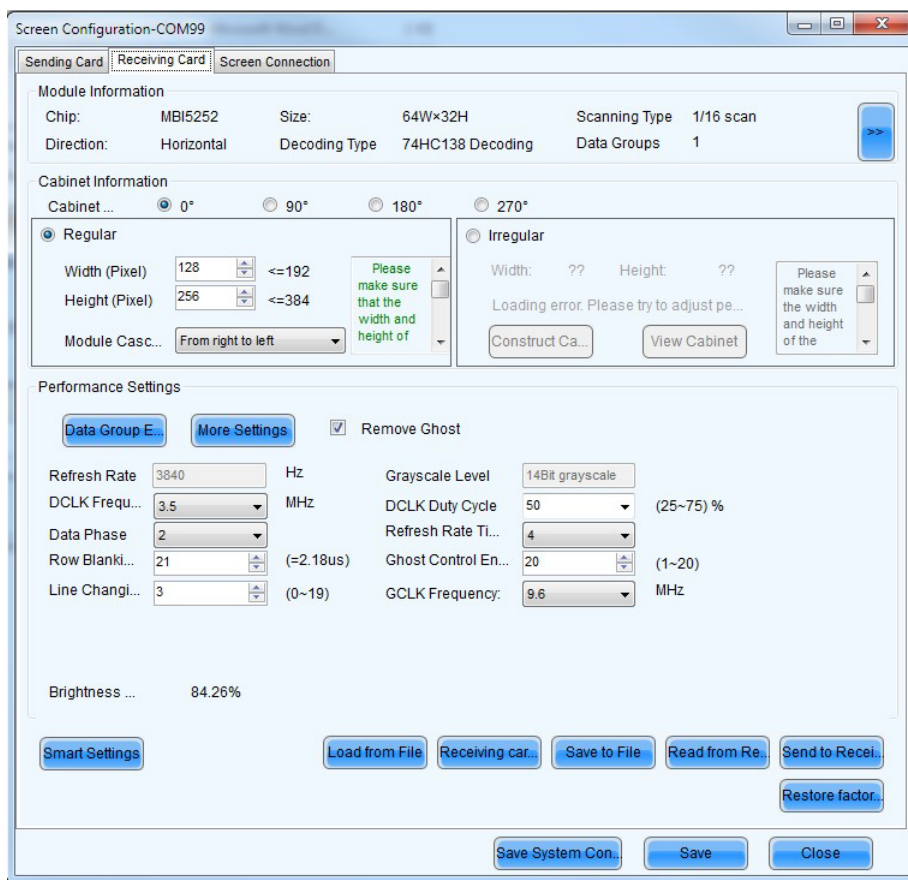 Screen Configuration-COM99
Sending Card Receiving Card Screen Connection
Module Information
Chip: MBI5252 Size: 64W×32H Scanning Type 1/16 scan
Direction: Horizontal Decoding Type 74HC138 Decoding Data Groups 1
>>
Cabinet Information
Cabinet ... 0° 90° 180° 270°
Regular
Width (Pixel) 128 <=192
Height (Pixel) 256 <=384
Module Casc... From right to left
Please
make sure
that the
width and
height of
Irregular
Width: ?? Height: ??
Loading error. Please try to adjust pe...
Construct Ca... View Cabinet
Please
make sure
the width
and height
of the
Performance Settings
Data Group E... More Settings Remove Ghost
Refresh Rate 3840 Hz Grayscale Level 14Bit grayscale
DCLK Frequ... 3.5 MHz DCLK Duty Cycle 50 (25~75) %
Data Phase 2 Refresh Rate Ti... 4
Row Blanki... 21 (=2.18us) Ghost Control En... 20 (1~20)
Line Changi... 3 (0~19) GCLK Frequency: 9.6 MHz
Brightness ... 84.26%
Smart Settings Load from File Receiving car... Save to File Read from Re... Send to Recei...
Restore factor...
Save System Con... Save Close